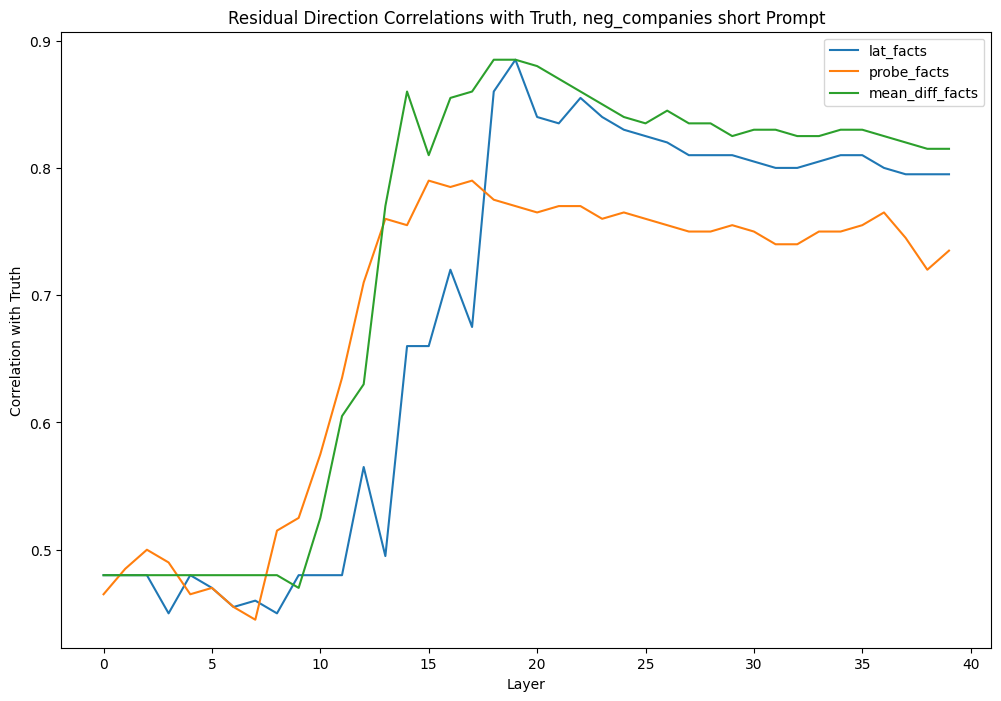 Residual Direction Correlations with Truth, neg_companies short Prompt
lat_facts
probe_facts
mean_diff_facts
Correlation with Truth
0.9
0.8
0.7
0.6
0.5
0 5 10 15 20 25 30 35 40
Layer